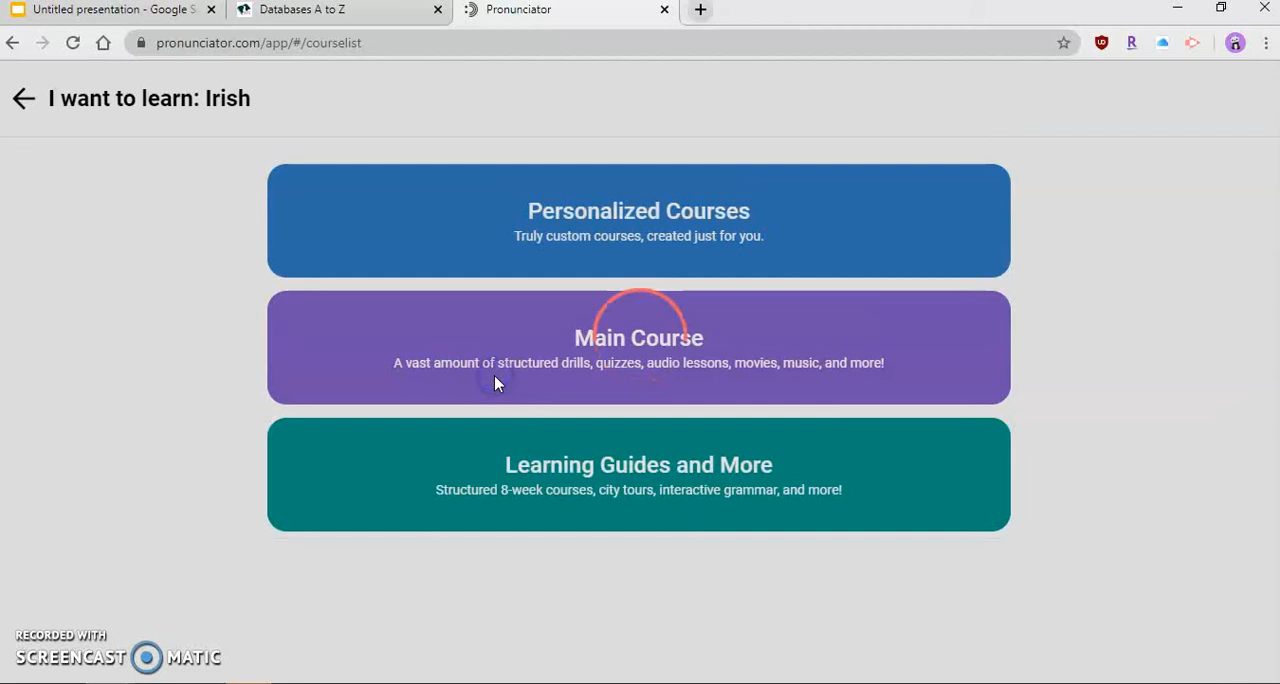 Untitled presentation - Google S
Databases A to Z
Pronunciator
pronunciator.com/app/#/courselist
I want to learn: Irish
Personalized Courses
Truly custom courses, created just for you.
Main Course
A vast amount of structured drills, quizzes, audio lessons, movies, music, and more!
Learning Guides and More
Structured 8-week courses, city tours, interactive grammar, and more!
RECORDED WITH
SCREENCAST MATIC